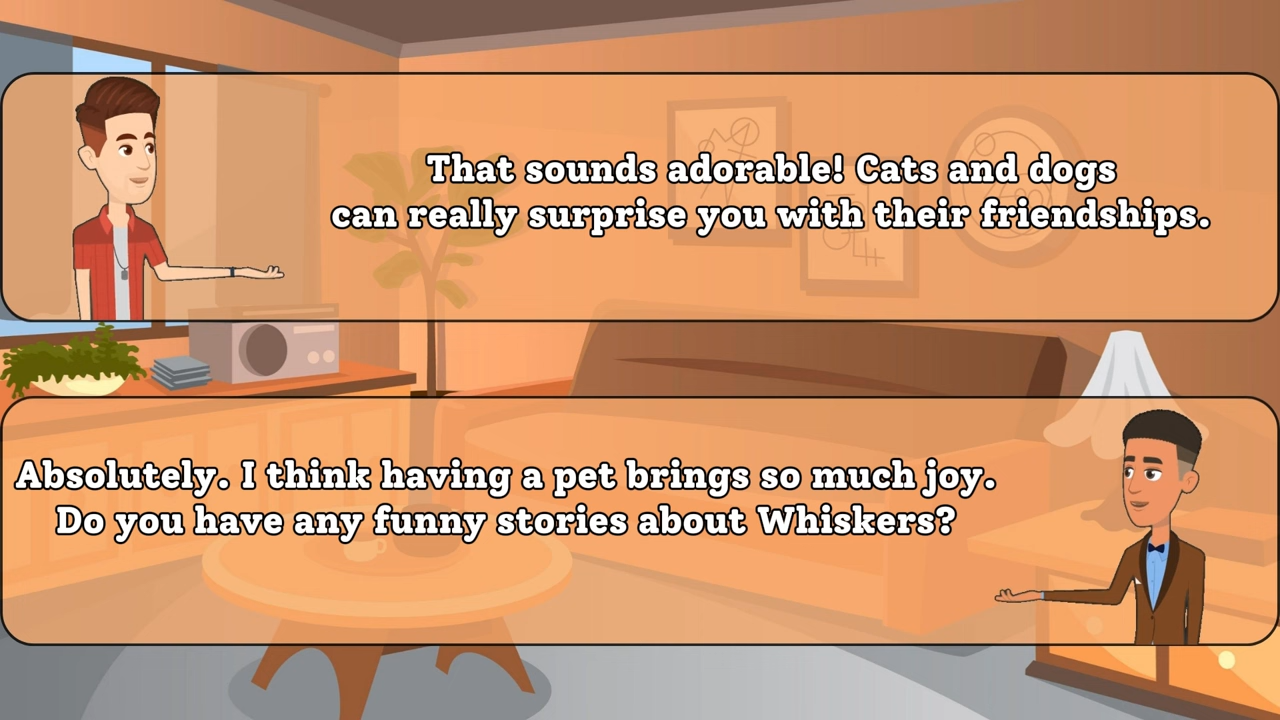 That sounds adorable! Cats and dogs
can really surprise you with their friendships.
Absolutely. I think having a pet brings so much joy.
Do you have any funny stories about Whiskers?